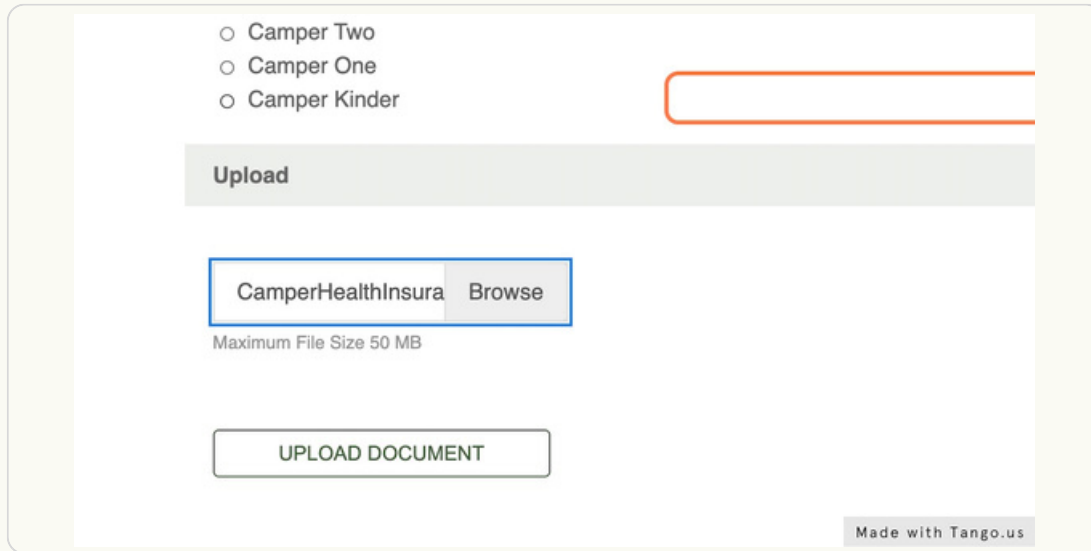 Camper Two
Camper One
Camper Kinder
Upload
CamperHealthInsura Browse
Maximum File Size 50 MB
UPLOAD DOCUMENT
Made with Tango.us